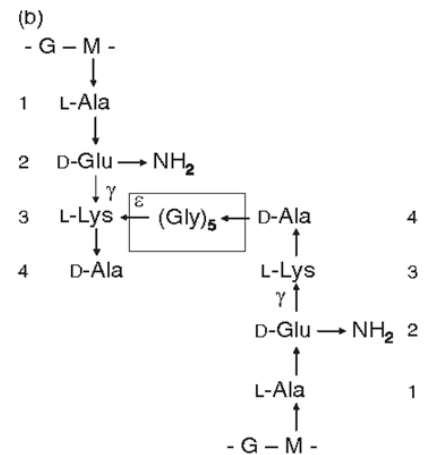 (b)
- G – M -
1 L-Ala
2 D-Glu NH₂
γ
3 L-Lys ε (Gly)₅ D-Ala 4
4 D-Ala L-Lys 3
γ
D-Glu NH₂ 2
L-Ala 1
- G – M -